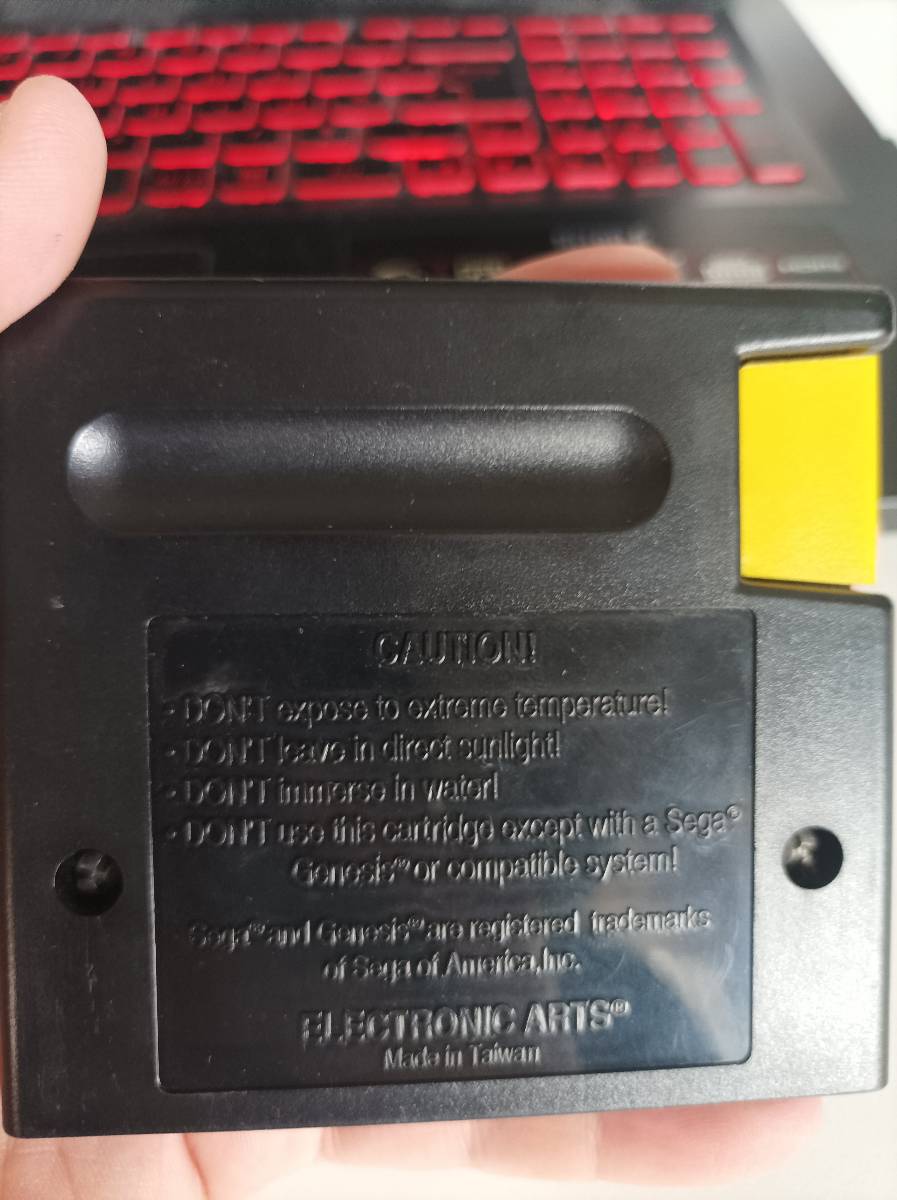 CAUTION!
- DON'T expose to extreme temperature!
- DON'T leave in direct sunlight!
- DON'T immerse in water!
- DON'T use this cartridge except with a Sega®
Genesis® or compatible system!
Sega® and Genesis® are registered trademarks
of Sega of America, Inc.
ELECTRONIC ARTS®
Made in Taiwan